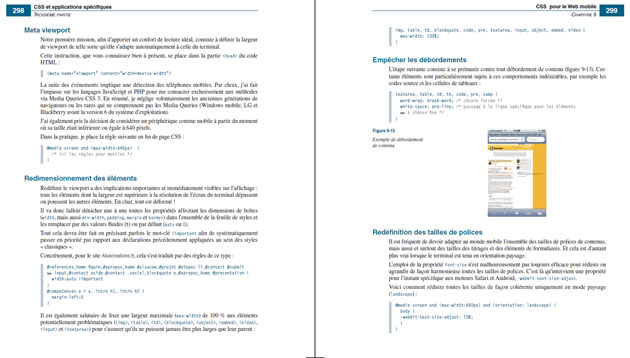 298
CSS et applications spécifiques
TROISIÈME PARTIE
Meta viewport
Notre première mission, afin d'apporter un confort de lecture idéal, consiste à définir la largeur
de viewport de telle sorte qu'elle s'adapte automatiquement à celle du terminal.
Cette instruction, que vous connaissez bien à présent, se place dans la partie <head> du code
HTML :
<meta name="viewport" content="width=device-width">
La suite des événements implique une détection des téléphones mobiles. Par choix, j'ai fait
l'impasse sur les langages JavaScript et PHP pour me consacrer exclusivement aux méthodes
via Media Queries CSS 3. En résumé, je néglige volontairement les anciennes générations de
navigateurs ou les rares qui ne comprennent pas les Media Queries (Windows mobile, LG et
Blackberry avant la version 6 du système d'exploitation).
J'ai également pris la décision de considérer un périphérique comme mobile à partir du moment
où sa taille était inférieure ou égale à 640 pixels.
Dans la pratique, je place la règle suivante en fin de page CSS :
@media screen and (max-width:640px) {
/* ici les règles pour mobiles */
}
Redimensionnement des éléments
Redéfinir le viewport a des implications importantes et immédiatement visibles sur l'affichage :
tous les éléments dont la largeur est supérieure à la résolution de l'écran du terminal dépassent
ou poussent les autres éléments. En clair, tout est déformé !
Il va donc falloir dénicher une à une toutes les propriétés affectant les dimensions de boîtes
(width, mais aussi min-width, padding, margin et border) dans l'ensemble de la feuille de styles et
les remplacer par des valeurs fluides (%) ou par défaut (auto ou 1).
Tout cela devra être fait en précisant parfois le mot-clé !important afin de systématiquement
passer en priorité par rapport aux déclarations précédemment appliquées au sein des styles
« classiques ».
Concrètement, pour le site Alsacreations.fr, cela s'est traduit par des règles de ce type :
width:auto !important
}
margin-left:0
}
Il est également salutaire de fixer une largeur maximale (max-width) de 100 % aux éléments
potentiellement problématiques (<img>, <table>, <td>, <blockquote>, <object>, <embed>, <video>,
<input> et <textarea>) pour s'assurer qu'ils ne puissent jamais être plus larges que leur parent :
CSS pour le Web mobile
CHAPITRE 9
299
img, table, td, blockquote, code, pre, textarea, input, object, embed, video {
max-width: 100%;
}
Empêcher les débordements
L'étape suivante consiste à se prémunir contre tout débordement de contenu (figure 9-13). Cer-
tains éléments sont particulièrement sujets à ces comportements indésirables, par exemple les
codes source et les cellules de tableaux :
textarea, table, td, th, code, pre, samp {
word-wrap: break-word; /* césure forcée */
white-space: pre-line; /* passage à la ligne spécifique pour les éléments
à châsse fixe */
}
Figure 9-13
Exemple de débordement
de contenu
Redéfinition des tailles de polices
Il est fréquent de devoir adapter au monde mobile l'ensemble des tailles de polices de contenus,
mais aussi et surtout des tailles des titrages et des éléments de formulaires. Et cela est d'autant
plus vrai lorsque le terminal est tenu en orientation paysage.
L'emploi de la propriété font-size n'est malheureusement pas toujours efficace pour réduire ou
agrandir de façon harmonieuse toutes les tailles de polices. C'est là qu'intervient une propriété
pour l'instant spécifique aux moteurs Safari et Android, -webkit-text-size-adjust.
Voici comment réduire toutes les tailles de façon cohérente uniquement en mode paysage
(landscape) :
@media screen and (max-width:640px) and (orientation: landscape) {
body {
-webkit-text-size-adjust: 70%;
}
}